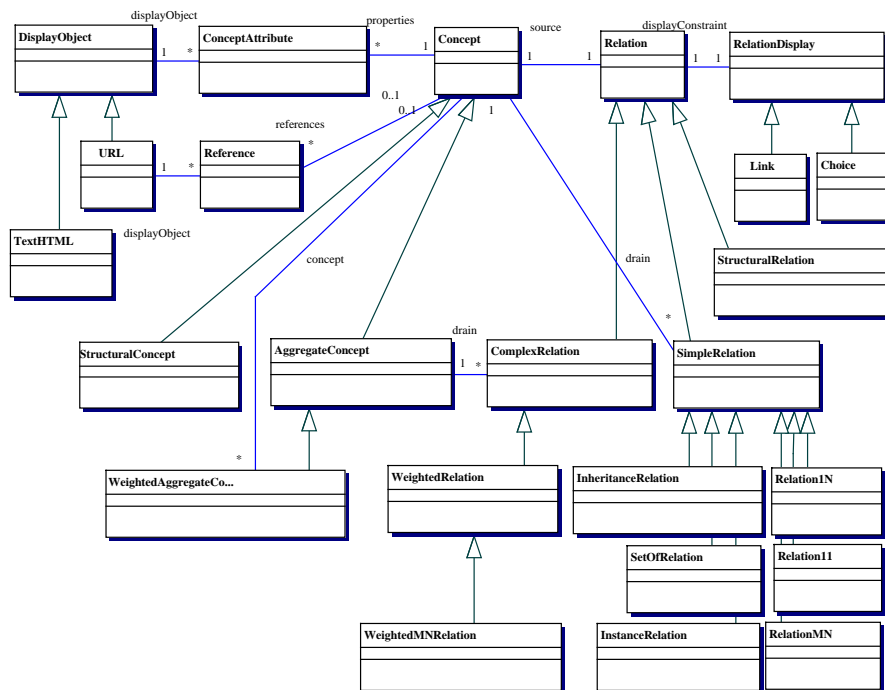 displayObject
properties
source
displayConstraint
DisplayObject
ConceptAttribute
Concept
Relation
RelationDisplay
1
*
*
1
1
1
1
1
0..1
0..1
1
references
*
URL
Reference
1
*
Link
Choice
TextHTML
displayObject
concept
drain
StructuralRelation
*
drain
StructuralConcept
AggregateConcept
1
*
ComplexRelation
SimpleRelation
*
WeightedAggregateCo...
WeightedRelation
InheritanceRelation
Relation1N
SetOfRelation
Relation11
WeightedMNRelation
InstanceRelation
RelationMN